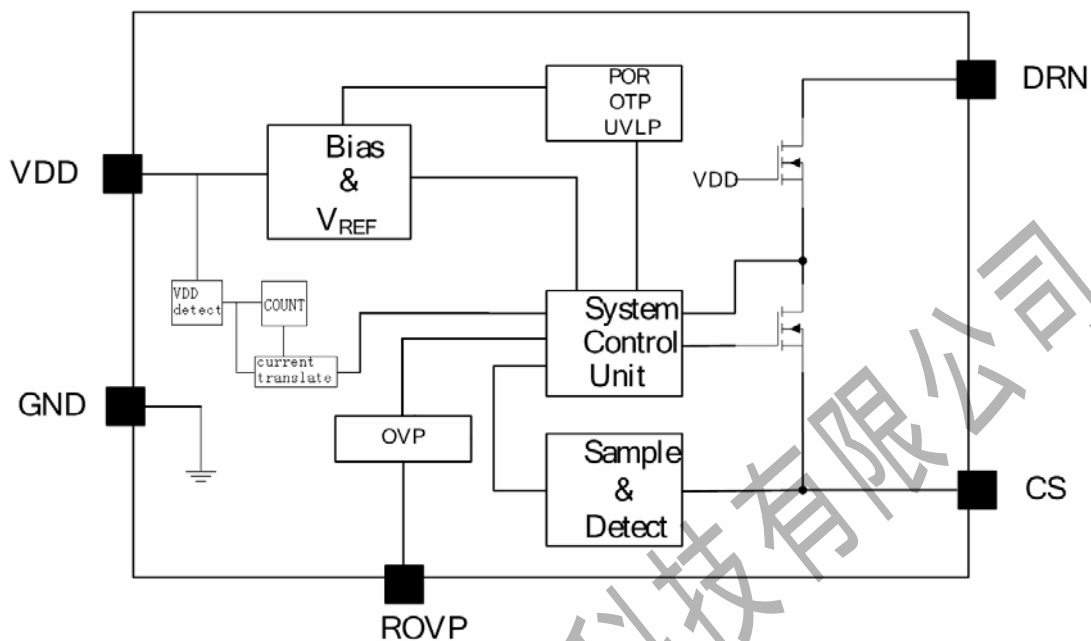 POR
OTP
UVLP
DRN
Bias
&
VREF
VDD
VDD
VDD
detect
COUNT
System
Control
Unit
current
translate
GND
OVP
Sample
&
Detect
CS
ROVP
科技有限公司